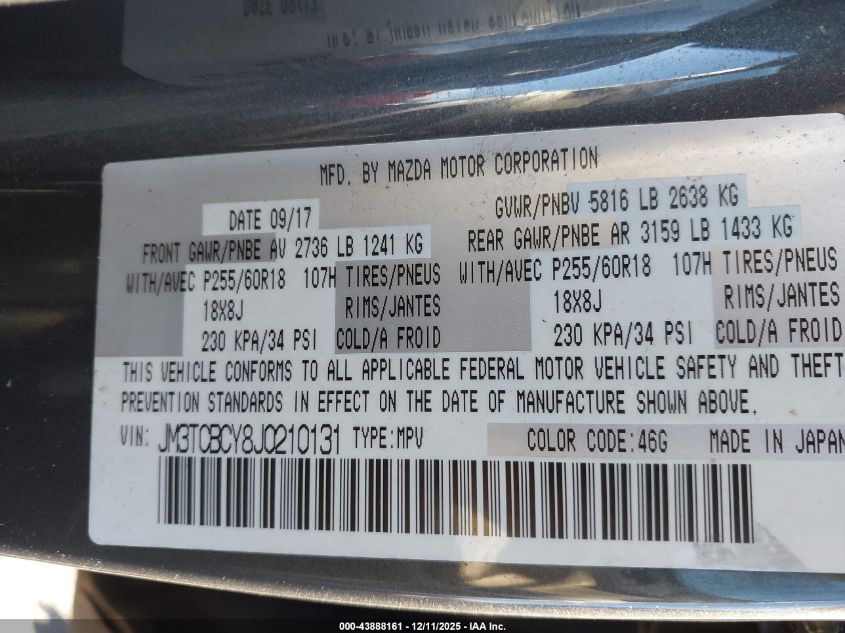 MFD. BY MAZDA MOTOR CORPORATION
DATE 09/17 GVWR/PNBV 5816 LB 2638 KG
FRONT GAWR/PNBE AV 2736 LB 1241 KG REAR GAWR/PNBE AR 3159 LB 1433 KG
WITH/AVEC P255/60R18 107H TIRES/PNEUS WITH/AVEC P255/60R18 107H TIRES/PNEUS
18X8J RIMS/JANTES 18X8J RIMS/JANTES
230 KPA/34 PSI COLD/A FROID 230 KPA/34 PSI COLD/A FROID
THIS VEHICLE CONFORMS TO ALL APPLICABLE FEDERAL MOTOR VEHICLE SAFETY AND THEFT
PREVENTION STANDARDS IN EFFECT ON THE DATE OF MANUFACTURE SHOWN ABOVE.
VIN: JM3TCBCY8J0210131 TYPE:MPV COLOR CODE:46G MADE IN JAPAN
000-43888161 - 12/11/2025 - IAA Inc.